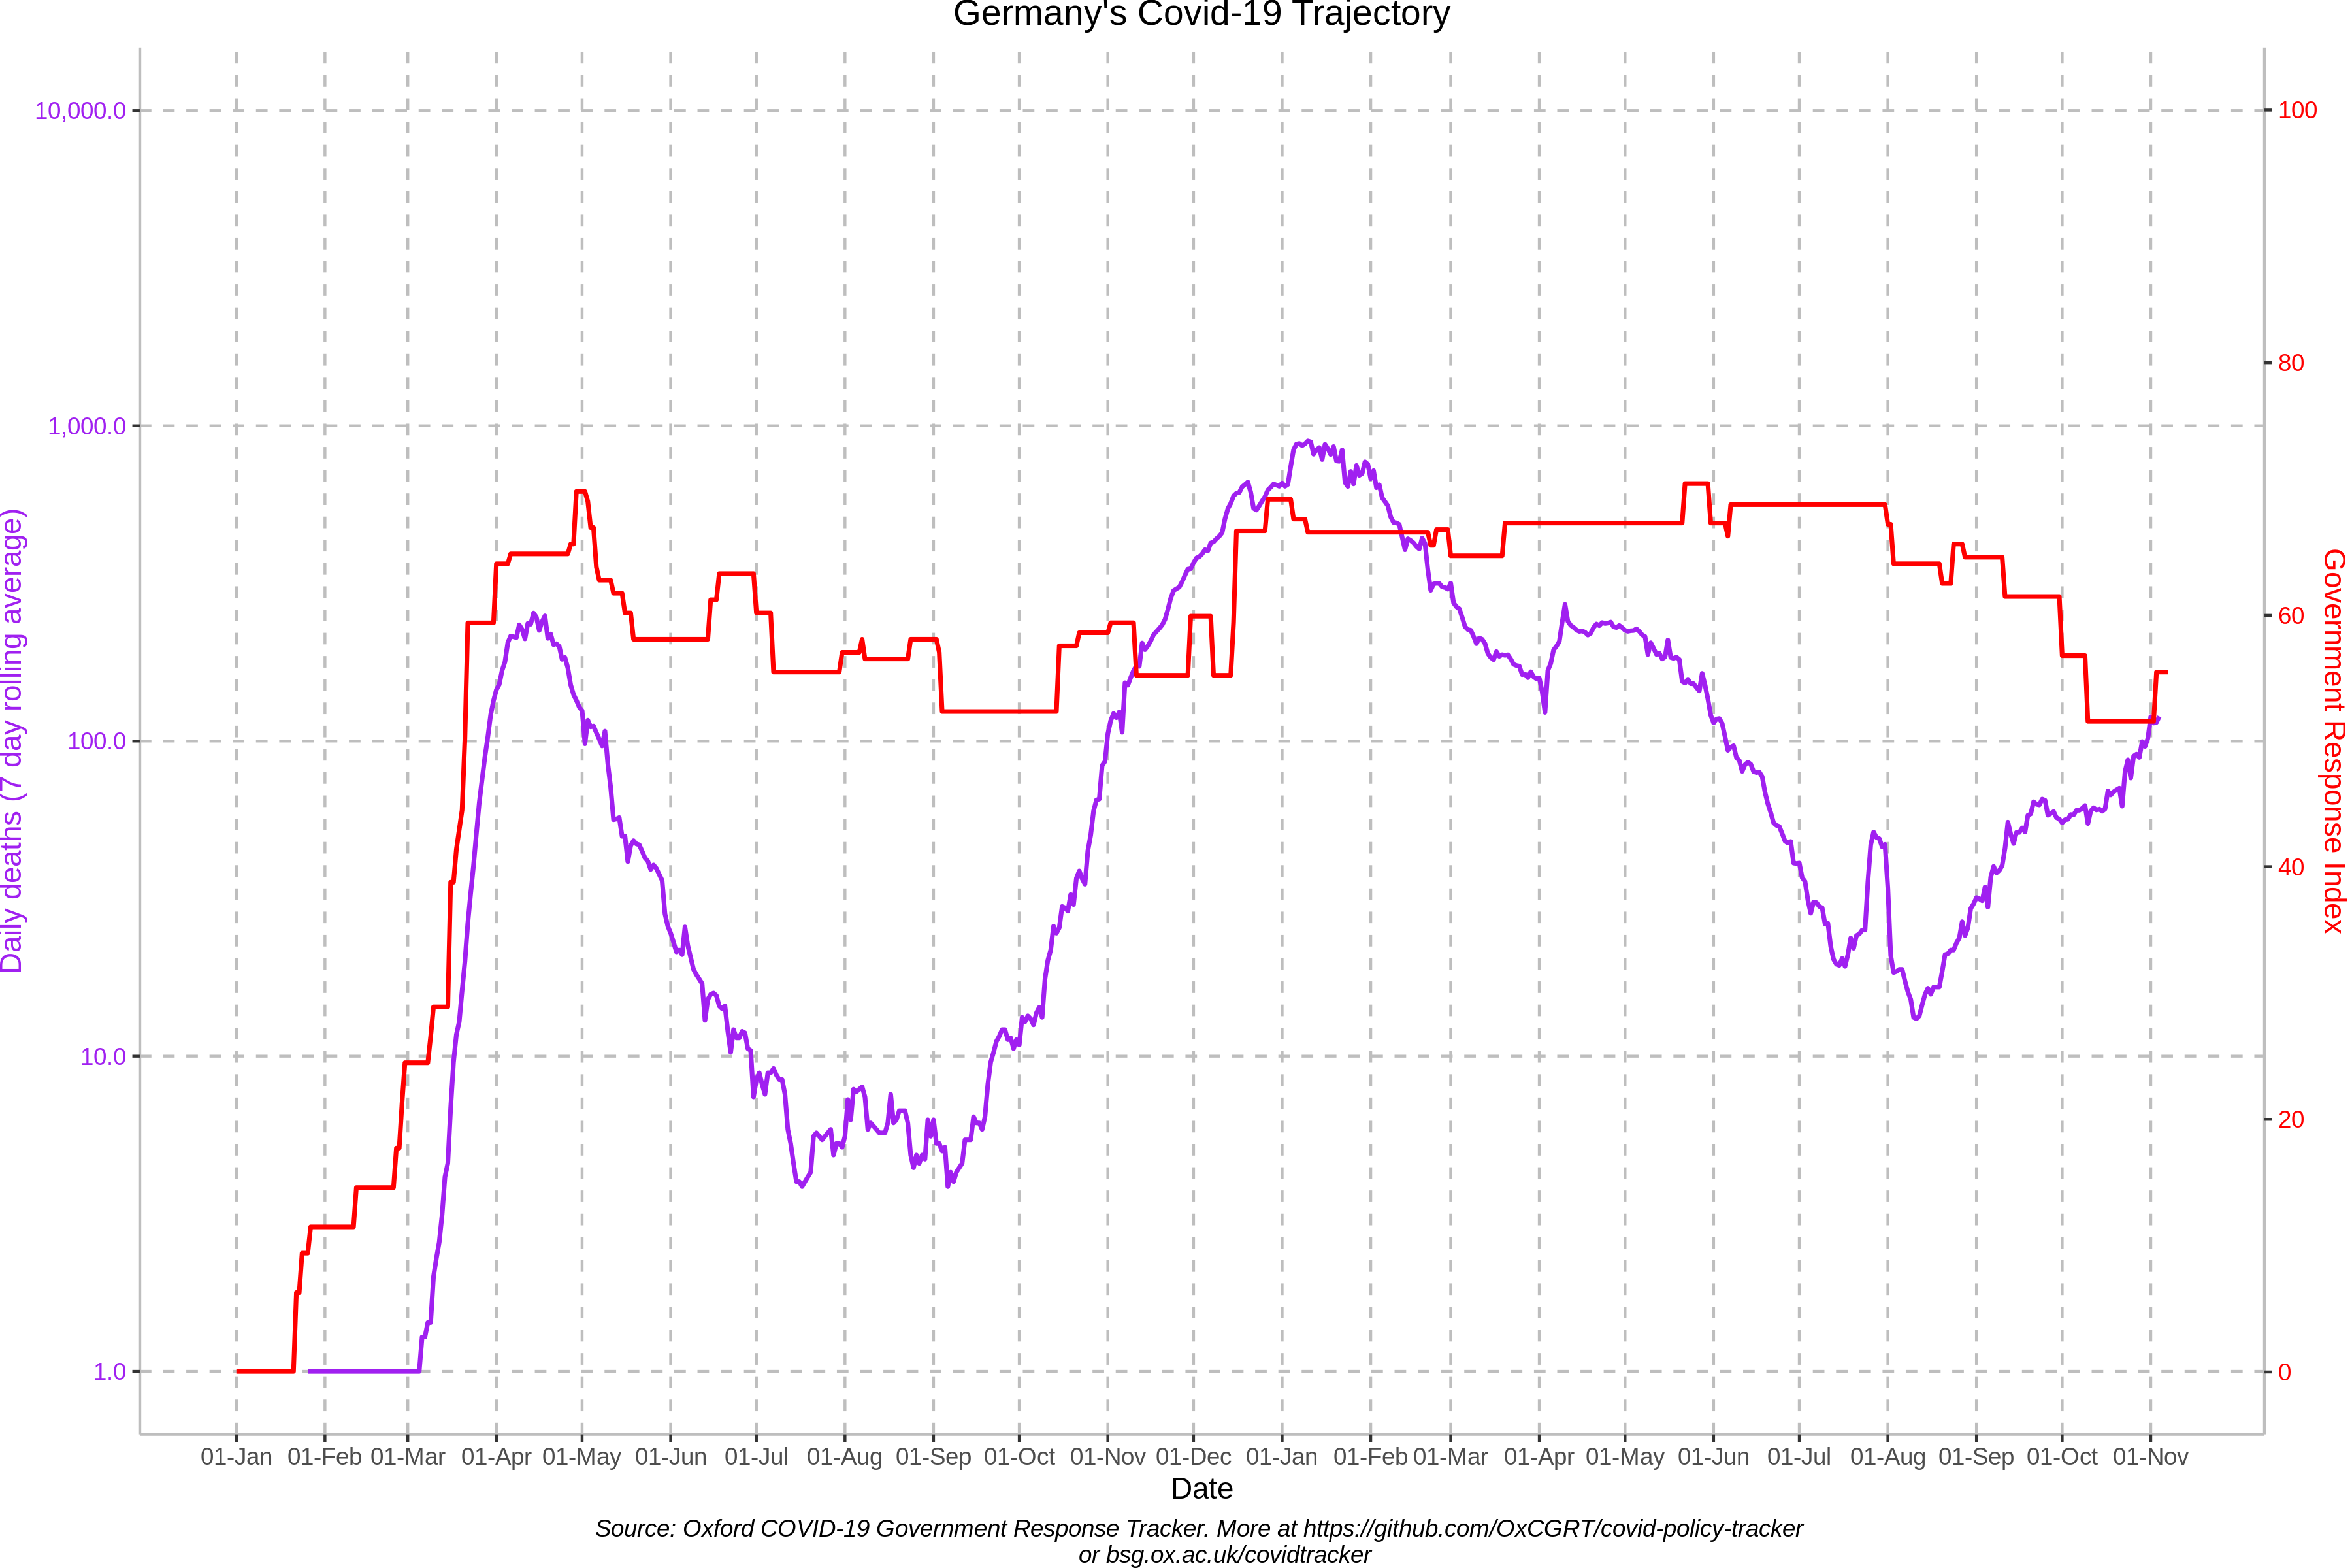 Germany's Covid-19 Trajectory
10,000.0
1,000.0
100.0
10.0
1.0
Daily deaths (7 day rolling average)
100
80
60
40
20
0
Government Response Index
01-Jan 01-Feb 01-Mar 01-Apr 01-May 01-Jun 01-Jul 01-Aug 01-Sep 01-Oct 01-Nov 01-Dec 01-Jan 01-Feb 01-Mar 01-Apr 01-May 01-Jun 01-Jul 01-Aug 01-Sep 01-Oct 01-Nov
Date
Source: Oxford COVID-19 Government Response Tracker. More at https://github.com/OxCGRT/covid-policy-tracker
or bsg.ox.ac.uk/covidtracker